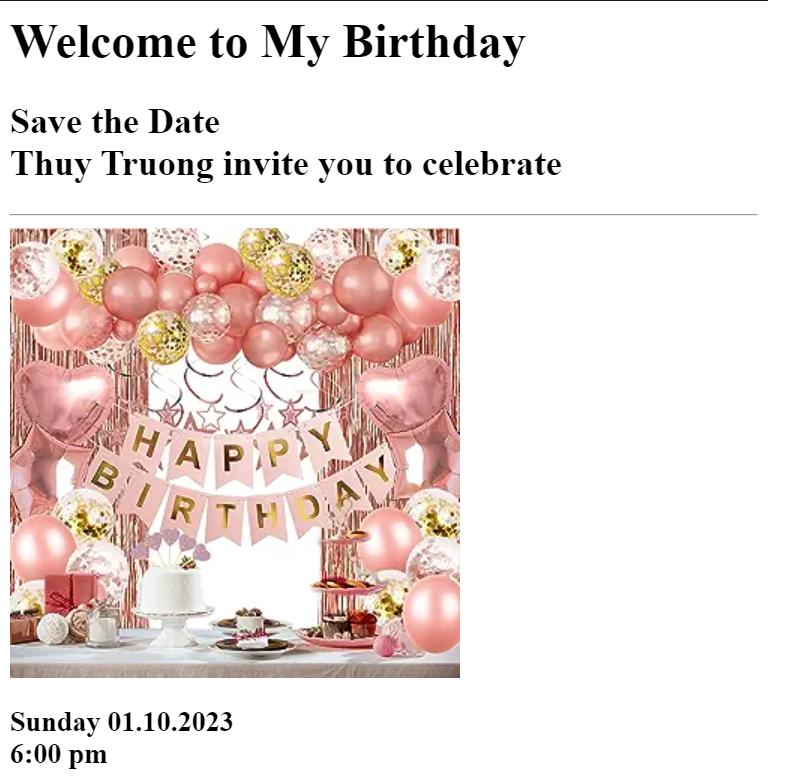 Welcome to My Birthday
Save the Date
Thuy Truong invite you to celebrate
HAPPY
BIRTHDAY
Sunday 01.10.2023
6:00 pm